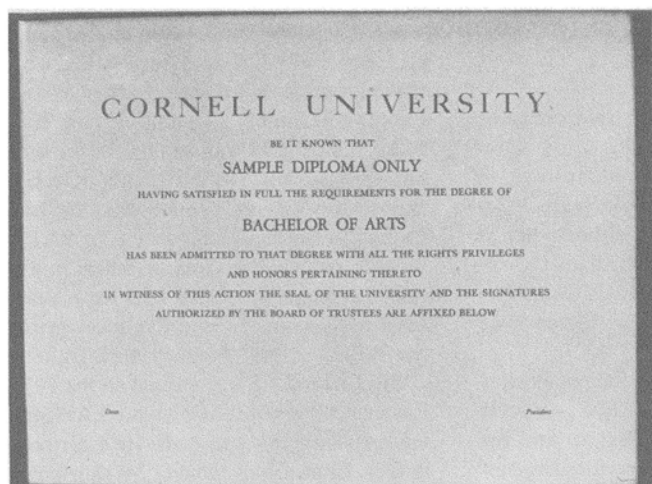 CORNELL UNIVERSITY
BE IT KNOWN THAT
SAMPLE DIPLOMA ONLY
HAVING SATISFIED IN FULL THE REQUIREMENTS FOR THE DEGREE OF
BACHELOR OF ARTS
HAS BEEN ADMITTED TO THAT DEGREE WITH ALL THE RIGHTS PRIVILEGES
AND HONORS PERTAINING THERETO
IN WITNESS OF THIS ACTION THE SEAL OF THE UNIVERSITY AND THE SIGNATURES
AUTHORIZED BY THE BOARD OF TRUSTEES ARE AFFIXED BELOW
Dean President